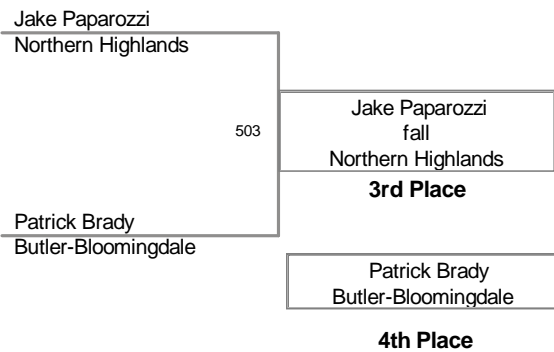 Jake Paparozzi
Northern Highlands
503
Jake Paparozzi
fall
Northern Highlands
3rd Place
Patrick Brady
Butler-Bloomingdale
Patrick Brady
Butler-Bloomingdale
4th Place